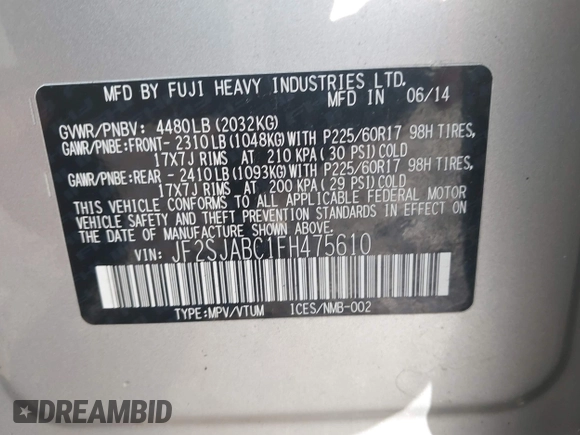 MFD BY FUJI HEAVY INDUSTRIES LTD.
MFD IN 06/14
GVWR/PNBV: 4480LB(2032KG)
GAWR/PNBE:FRONT- 2310LB(1048KG)WITH P225/60R17 98H TIRES,
17X7J RIMS AT 210 KPA(30 PSI)COLD
GAWR/PNBE:REAR - 2410LB(1093KG)WITH P225/60R17 98H TIRES,
17X7J RIMS AT 200 KPA(29 PSI)COLD
THIS VEHICLE CONFORMS TO ALL APPLICABLE FEDERAL MOTOR
VEHICLE SAFETY AND THEFT PREVENTION STANDARDS IN EFFECT ON
THE DATE OF MANUFACTURE SHOWN ABOVE.
VIN: JF2SJABC1FH475610
TYPE:MPV/VTUM ICES/NMB-002
DREAMBID